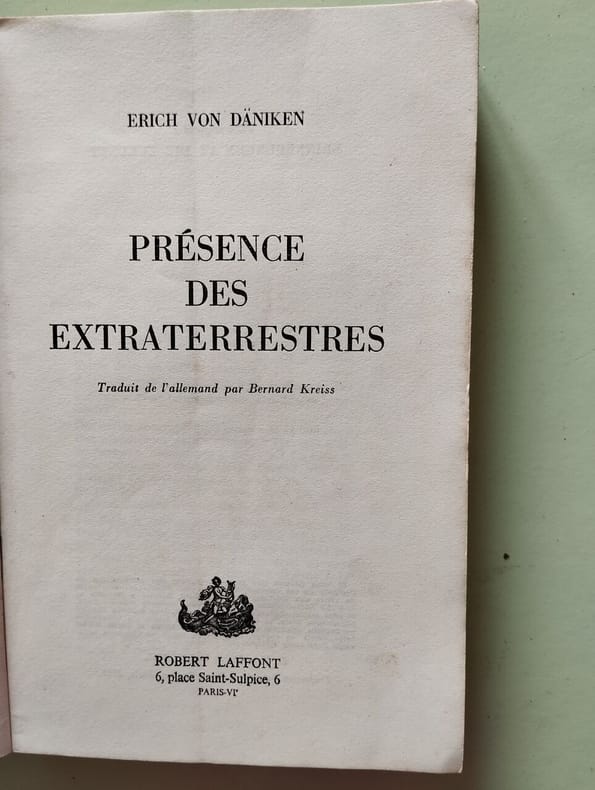 ERICH VON DÄNIKEN
PRÉSENCE
DES
EXTRATERRESTRES
Traduit de l'allemand par Bernard Kreiss
ROBERT LAFFONT
6, place Saint-Sulpice, 6
PARIS-VIᵉ